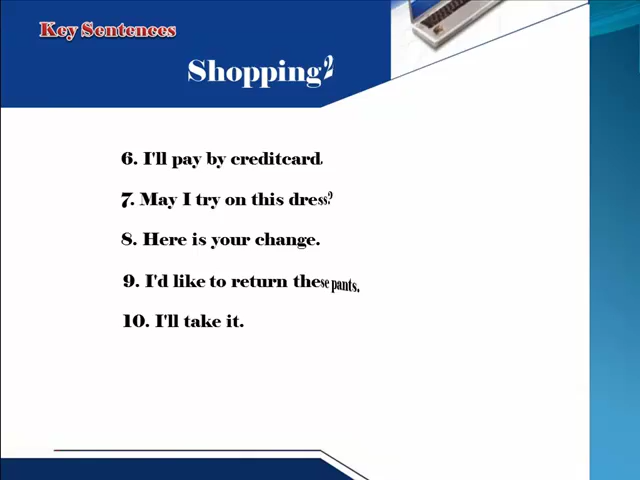 Key Sentences
Shopping2
6. I'll pay by creditcard.
7. May I try on this dress?
8. Here is your change.
9. I'd like to return these pants.
10. I'll take it.